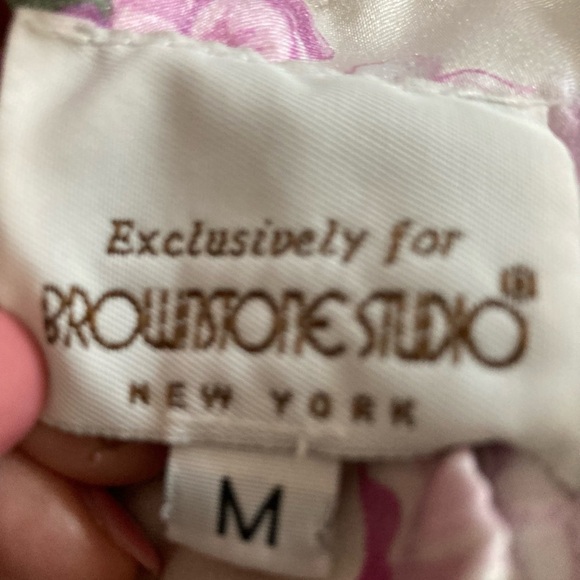 Exclusively for
BROWNSTONE STUDIO®
NEW YORK
M